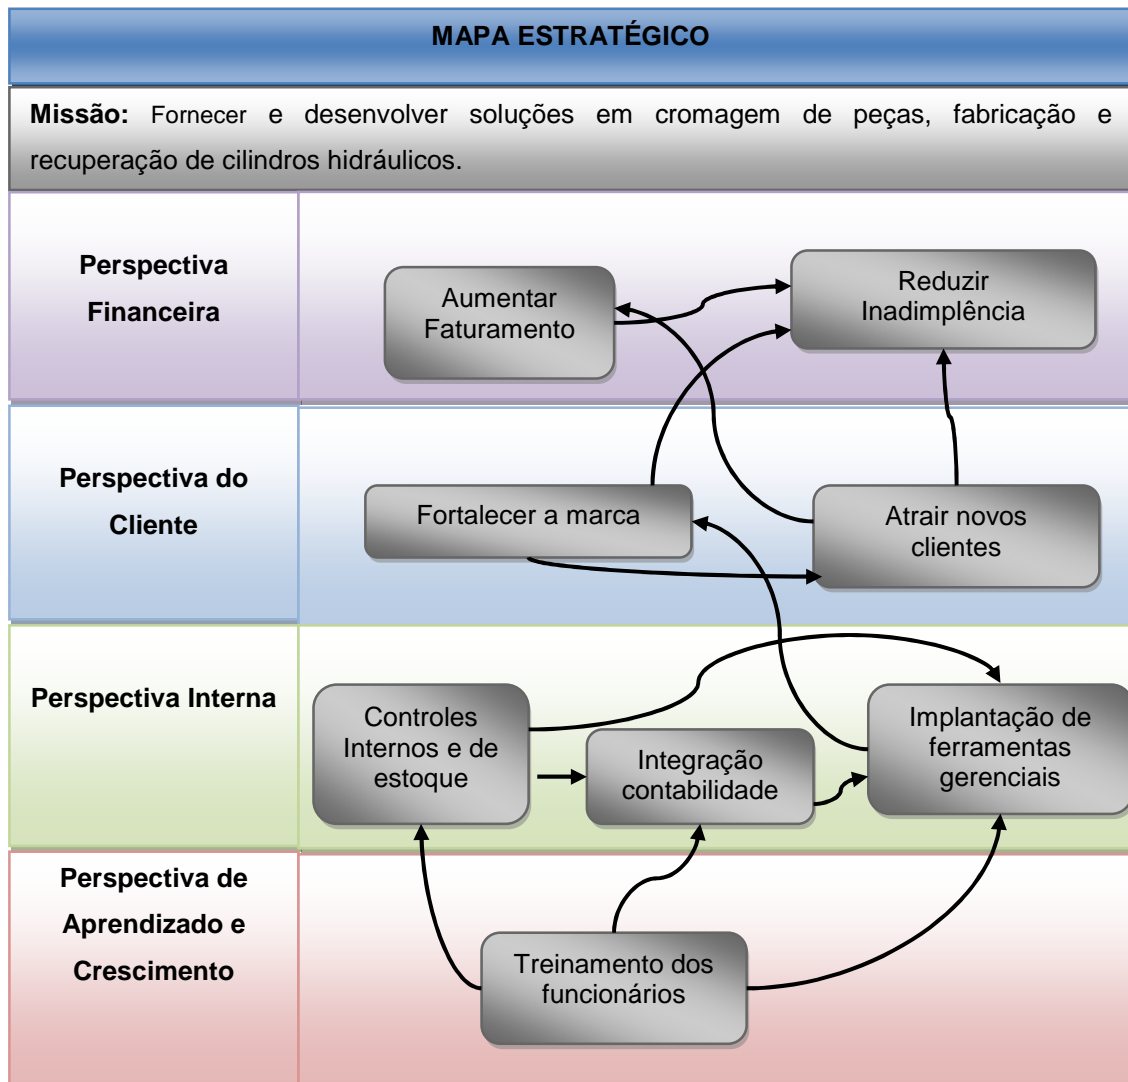 MAPA ESTRATÉGICO
Missão: Fornecer e desenvolver soluções em cromagem de peças, fabricação e
recuperação de cilindros hidráulicos.
Perspectiva
Financeira
Aumentar
Faturamento
Reduzir
Inadimplência
Perspectiva do
Cliente
Fortalecer a marca
Atrair novos
clientes
Perspectiva Interna
Controles
Internos e de
estoque
Integração
contabilidade
Implantação de
ferramentas
gerenciais
Perspectiva de
Aprendizado e
Crescimento
Treinamento dos
funcionários